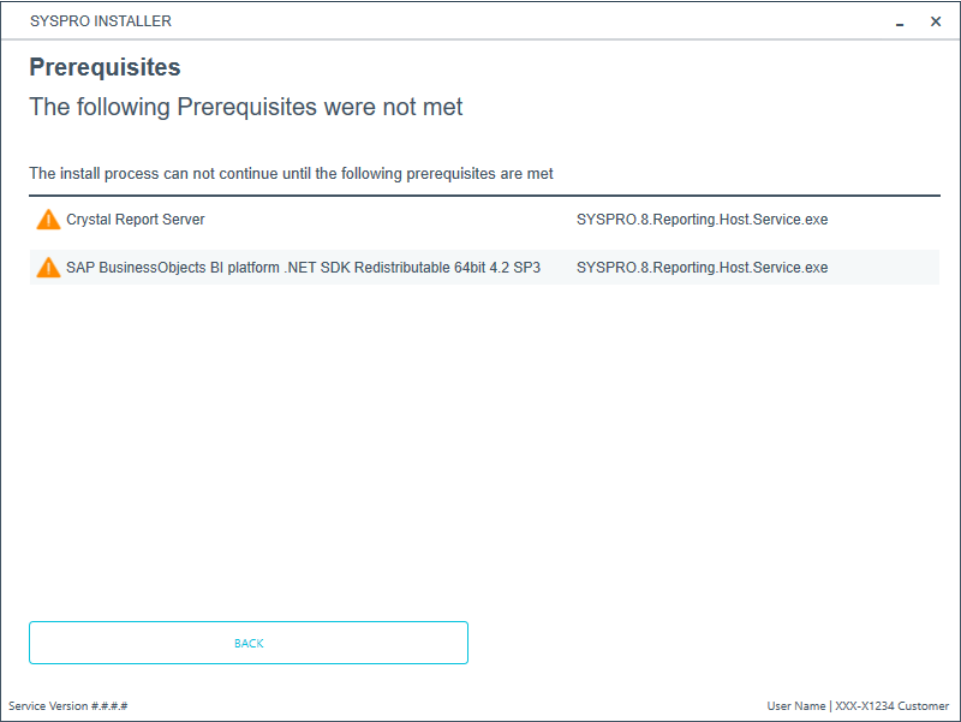 SYSPRO INSTALLER
Prerequisites
The following Prerequisites were not met
The install process can not continue until the following prerequisites are met
Crystal Report Server SYSPRO.8.Reporting.Host.Service.exe
SAP BusinessObjects BI platform .NET SDK Redistributable 64bit 4.2 SP3 SYSPRO.8.Reporting.Host.Service.exe
BACK
Service Version #.#.#.# User Name | XXX-X1234 Customer